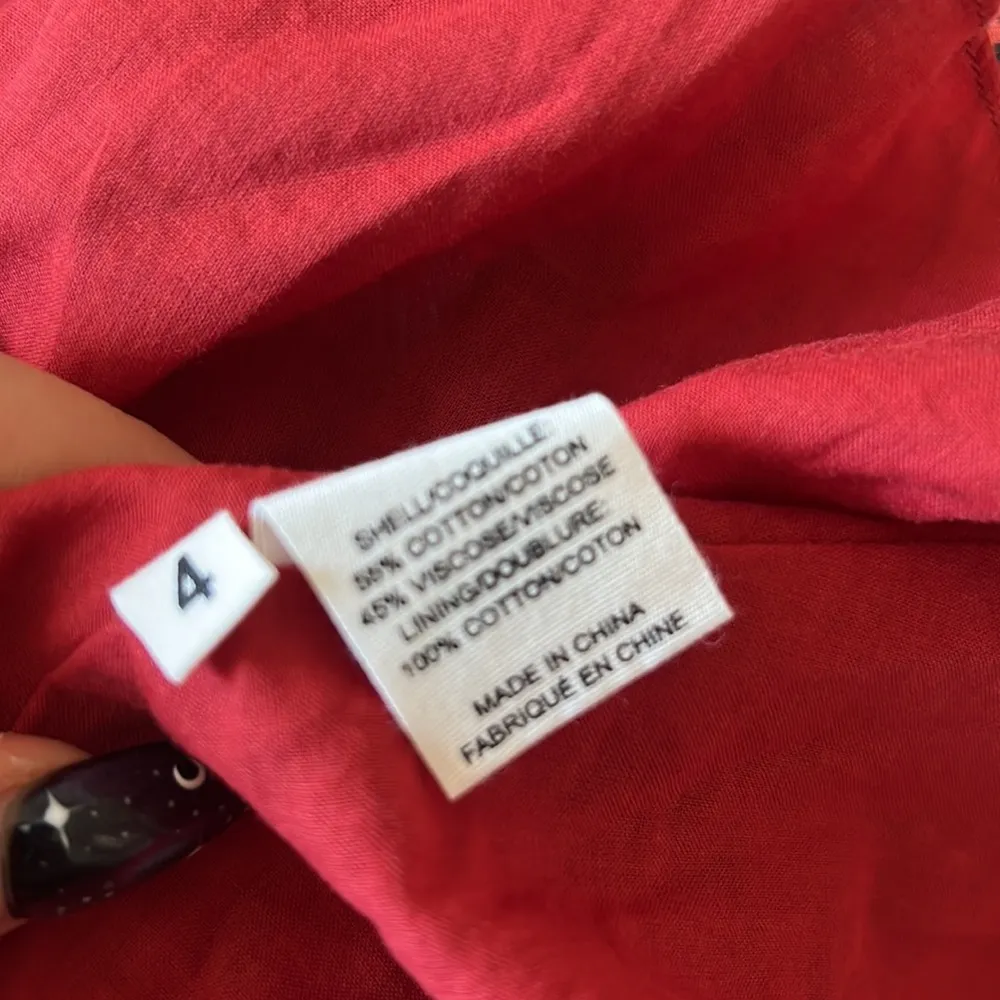 4
SHELL/COQUILLE:
55% COTTON/COTON
45% VISCOSE/VISCOSE
LINING/DOUBLURE:
100% COTTON/COTON
MADE IN CHINA
FABRIQUÉ EN CHINE